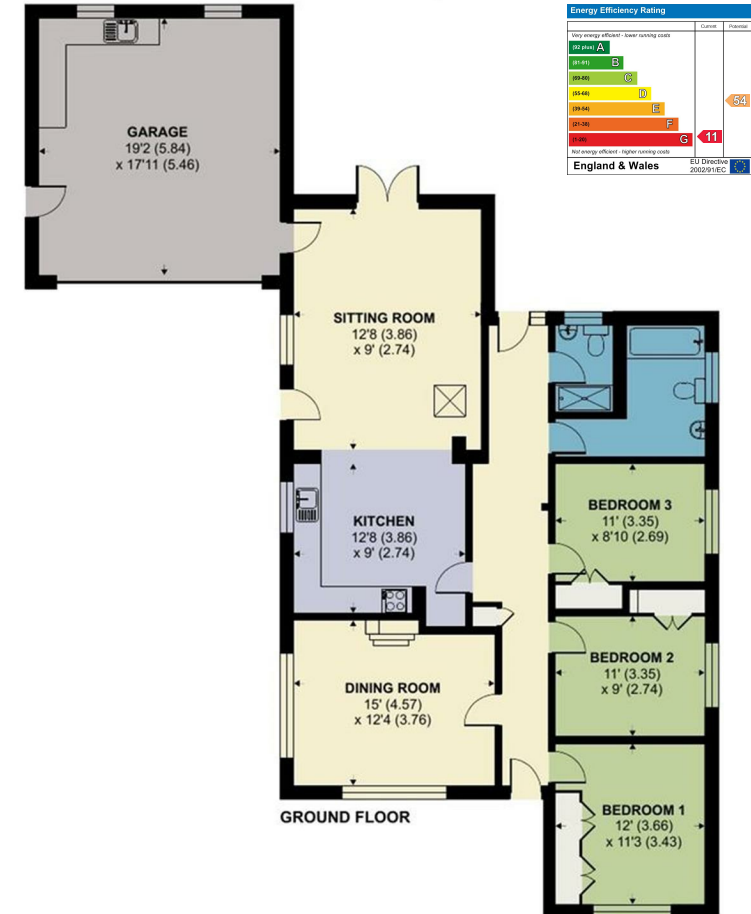 Energy Efficiency Rating
Current Potential
Very energy efficient - lower running costs
(92 plus) A
(81-91) B
(69-80) C
(55-68) D
(39-54) E
(21-38) F
(1-20) G
11
54
Not energy efficient - higher running costs
England & Wales
EU Directive
2002/91/EC
GARAGE
19'2 (5.84)
x 17'11 (5.46)
SITTING ROOM
12'8 (3.86)
x 9' (2.74)
KITCHEN
12'8 (3.86)
x 9' (2.74)
BEDROOM 3
11' (3.35)
x 8'10 (2.69)
BEDROOM 2
11' (3.35)
x 9' (2.74)
DINING ROOM
15' (4.57)
x 12'4 (3.76)
BEDROOM 1
12' (3.66)
x 11'3 (3.43)
GROUND FLOOR